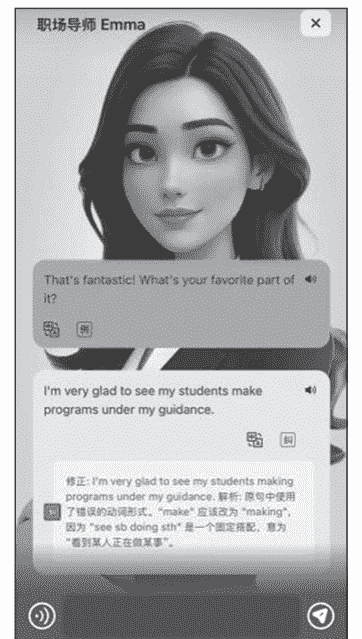 职场导师 Emma
That's fantastic! What's your favorite part of
it?
例
I'm very glad to see my students make
programs under my guidance.
纠
修正: I'm very glad to see my students making
programs under my guidance. 解析: 原句中使用
了错误的动词形式。"make" 应该改为 "making",
因为 "see sb doing sth" 是一个固定搭配，意为
"看到某人正在做某事"。